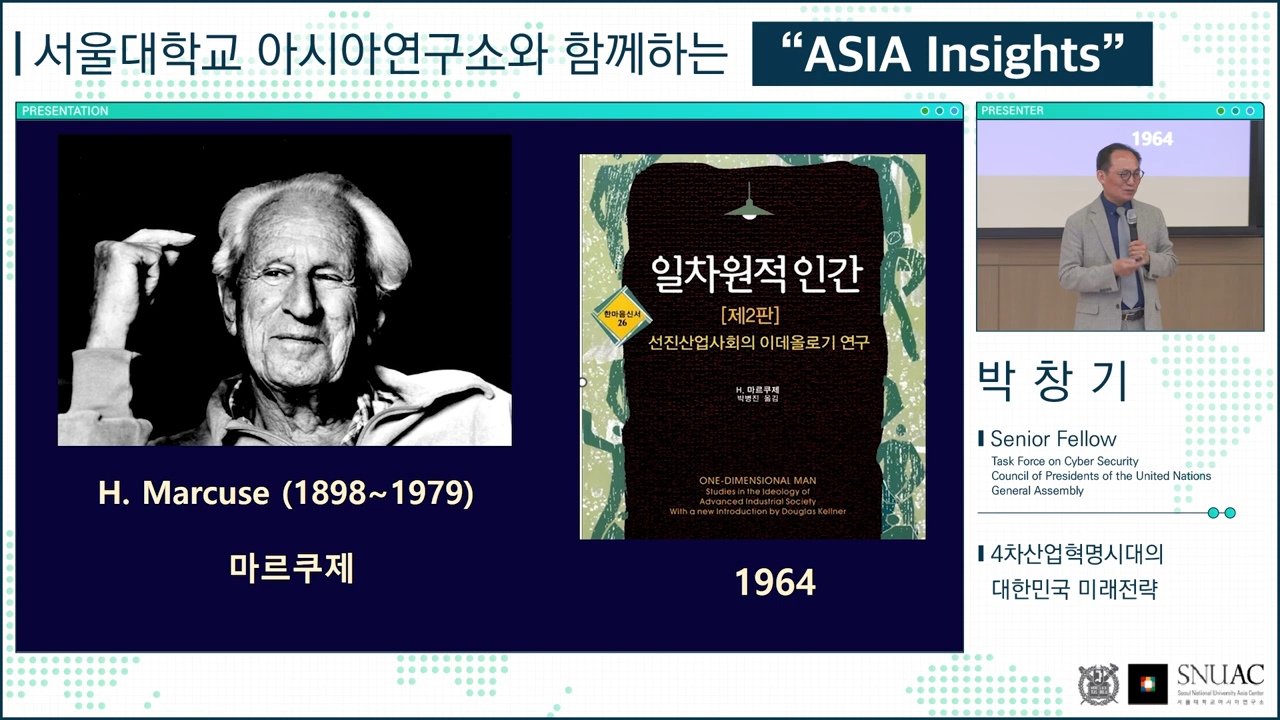 서울대학교 아시아연구소와 함께하는 “ASIA Insights”
PRESENTATION
일차원적 인간
[제2판]
선진산업사회의 이데올로기 연구
한마음신서
26
H. 마르쿠제
박병진 옮김
ONE-DIMENSIONAL MAN
Studies in the Ideology of
Advanced Industrial Society
With a new Introduction by Douglas Kellner
H. Marcuse (1898~1979)
마르쿠제
1964
PRESENTER
1964
박창기
Senior Fellow
Task Force on Cyber Security
Council of Presidents of the United Nations
General Assembly
4차산업혁명시대의
대한민국 미래전략
SNUAC
Seoul National University Asia Center
서울대학교아시아연구소